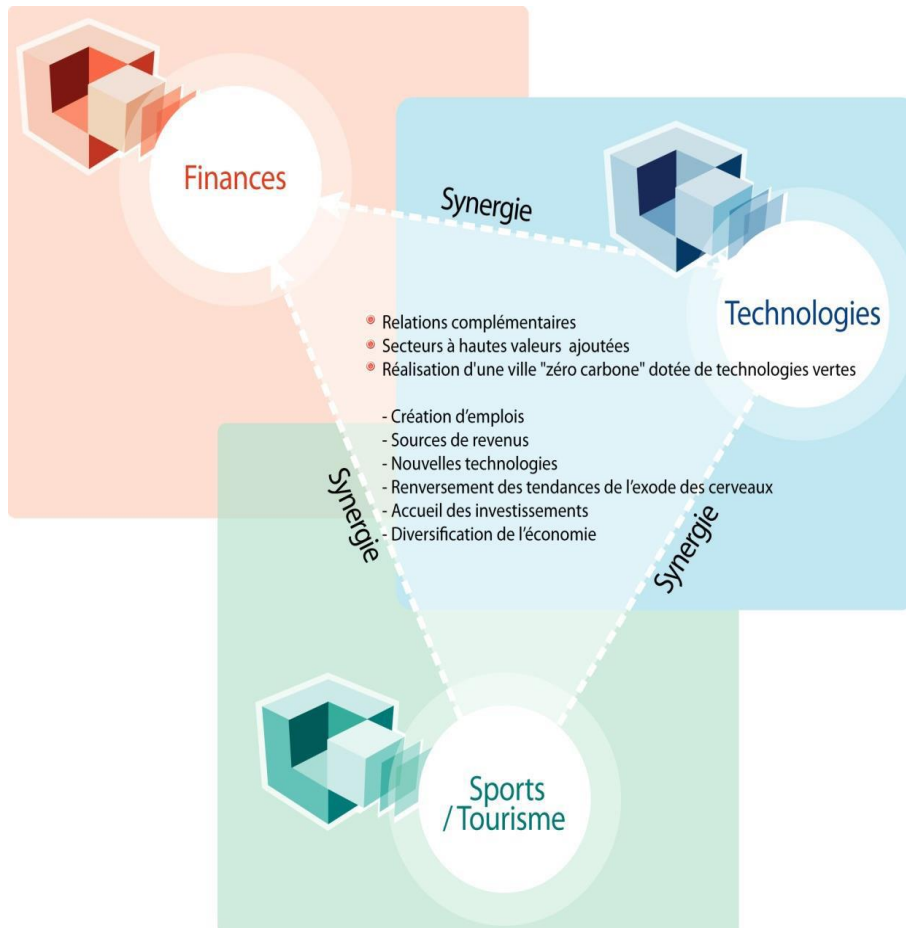 Finances
Synergie
Technologies
Relations complémentaires
Secteurs à hautes valeurs ajoutées
Réalisation d'une ville "zéro carbone" dotée de technologies vertes
- Création d'emplois
- Sources de revenus
- Nouvelles technologies
- Renversement des tendances de l'exode des cerveaux
- Accueil des investissements
- Diversification de l'économie
Synergie
Synergie
Sports
/ Tourisme